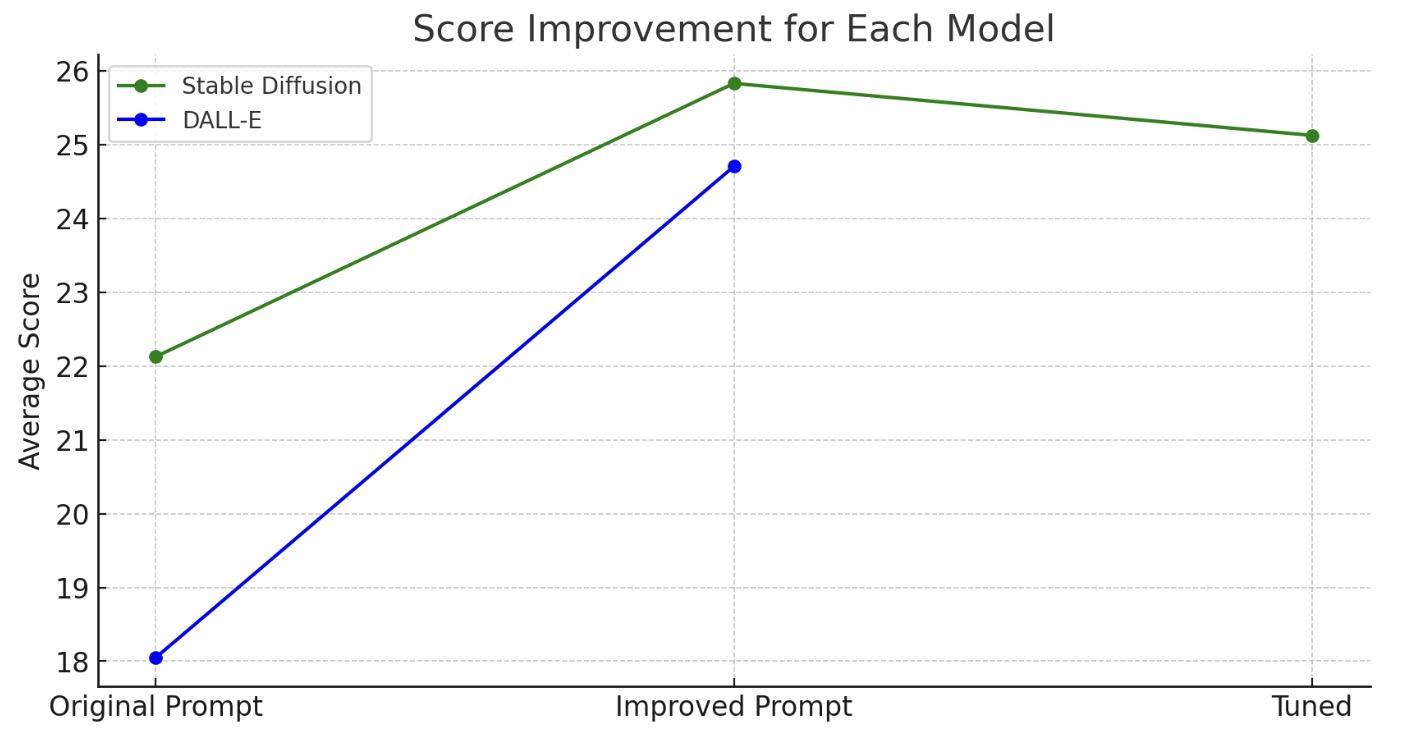 Score Improvement for Each Model
Stable Diffusion
DALL-E
Average Score
26
25
24
23
22
21
20
19
18
Original Prompt
Improved Prompt
Tuned